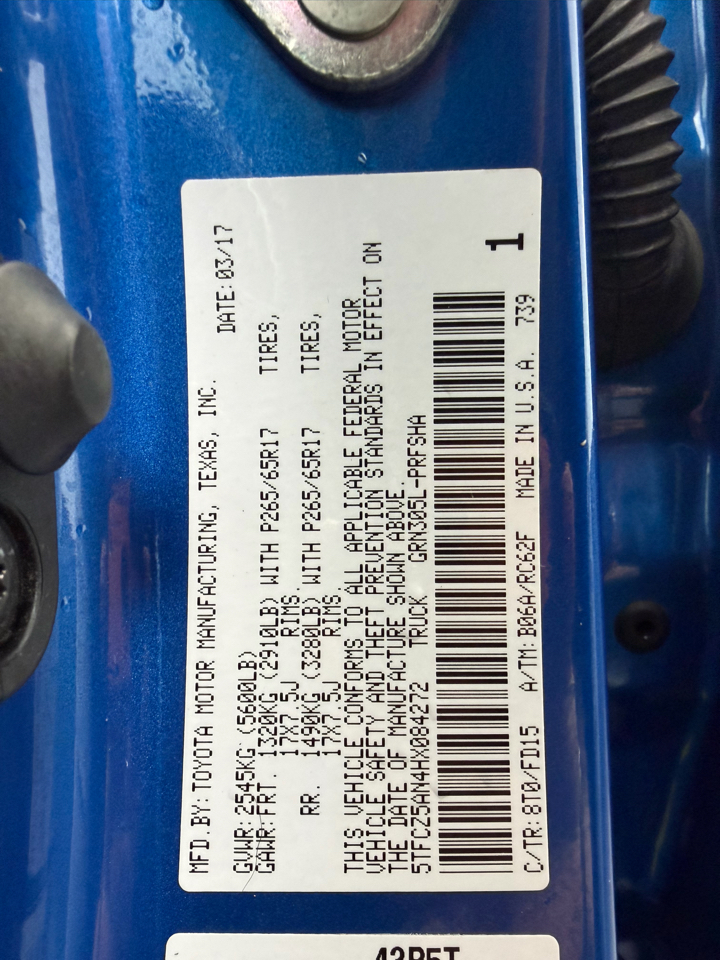 MFD.BY: TOYOTA MOTOR MANUFACTURING, TEXAS, INC.
DATE: 03/17
GVWR: 2545KG (5600LB)
GAWR: FRT. 1320KG (2910LB) WITH P265/65R17 TIRES,
17X7.5J RIMS.
RR. 1490KG (3280LB) WITH P265/65R17 TIRES,
17X7.5J RIMS.
THIS VEHICLE CONFORMS TO ALL APPLICABLE FEDERAL MOTOR
VEHICLE SAFETY AND THEFT PREVENTION STANDARDS IN EFFECT ON
THE DATE OF MANUFACTURE SHOWN ABOVE.
5TFCZ5AN4HX084272 TRUCK GRN305L-PRFSHA
1
C/TR: 8T0/FD15 A/TM: B06A/RC62F MADE IN U.S.A. 739